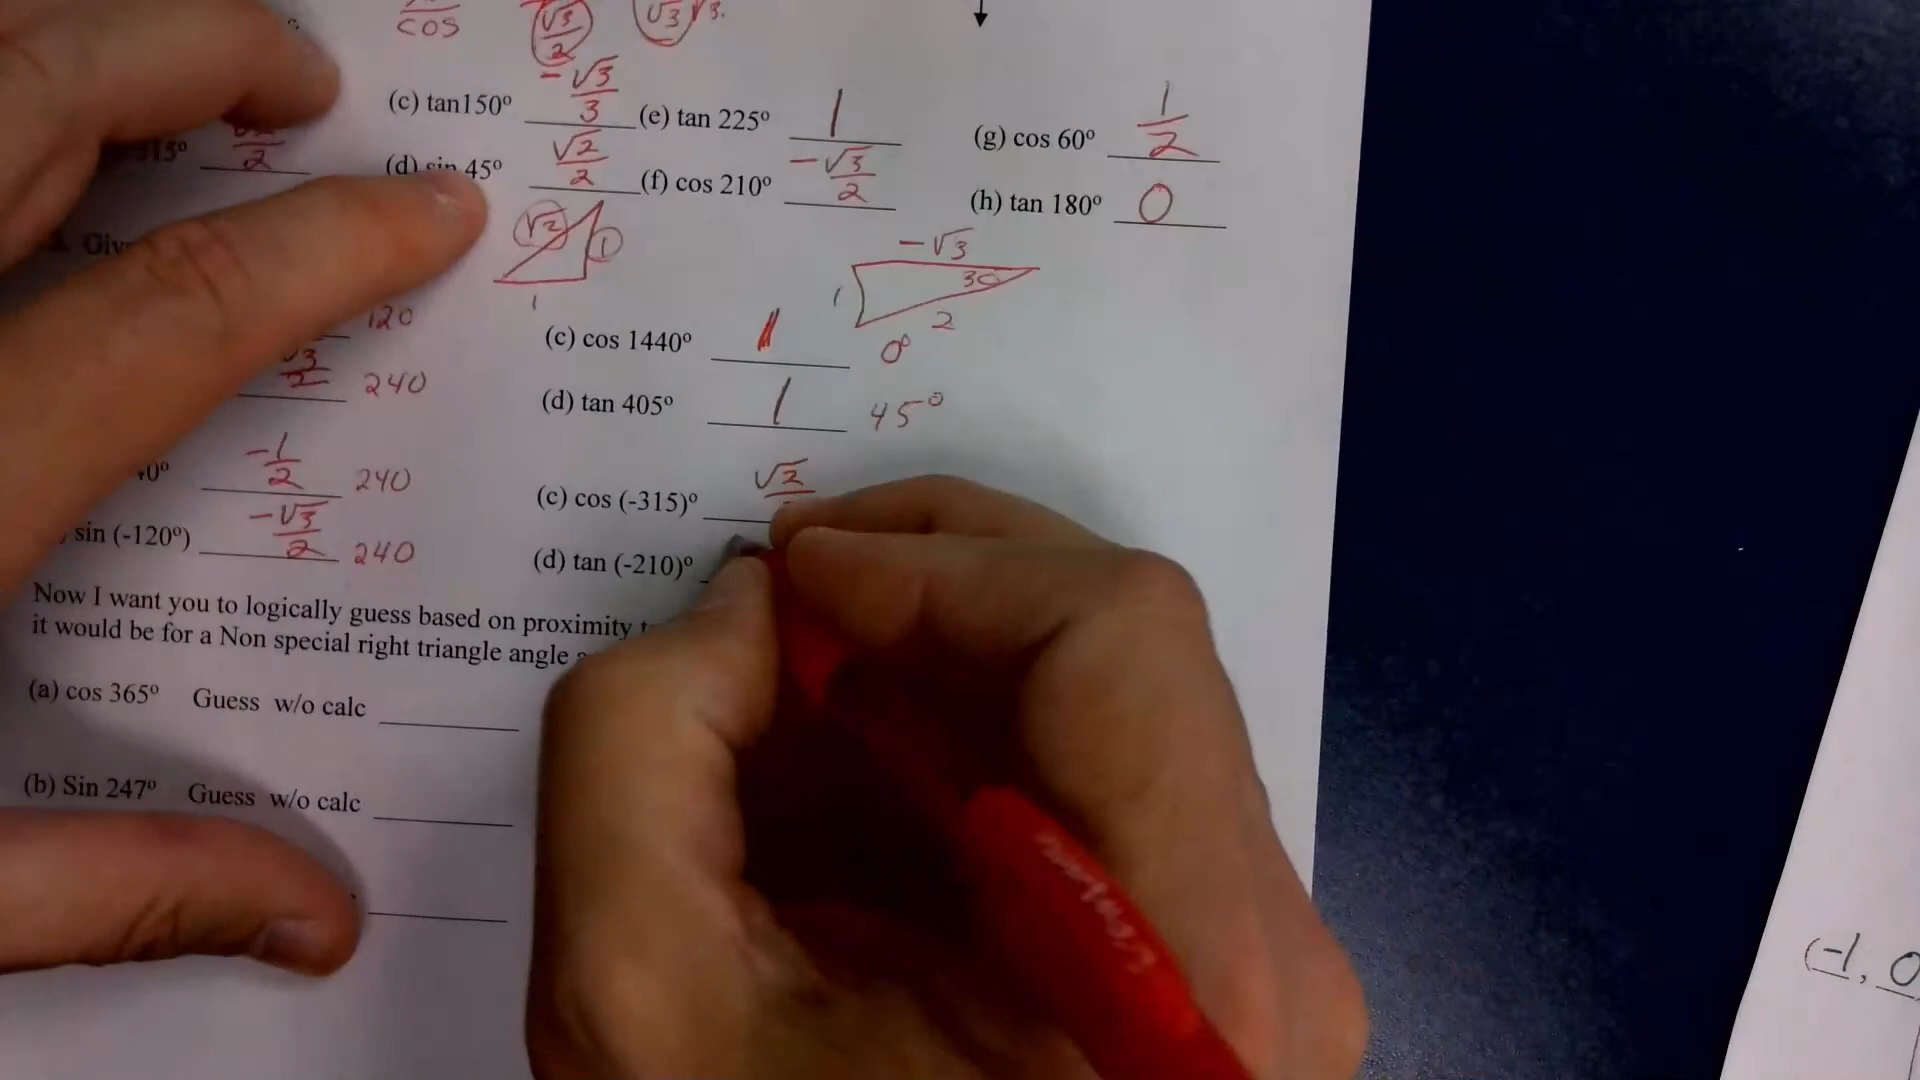 cos √3/2 √3 √3.
315° √2/2
(c) tan150° -√3/3 (e) tan 225° 1 (g) cos 60° 1/2
(d) sin 45° √2/2 (f) cos 210° -√3/2 (h) tan 180° 0
√2 1 1
-√3 30 1 2
120
(c) cos 1440° 1 0°
√3/2 240
(d) tan 405° 1 45°
-1/2 240
(c) cos (-315)° √2
sin (-120°) -√3/2 240
(d) tan (-210)°
Now I want you to logically guess based on proximity
it would be for a Non special right triangle angle
(a) cos 365° Guess w/o calc
(b) Sin 247° Guess w/o calc
(-1, 0